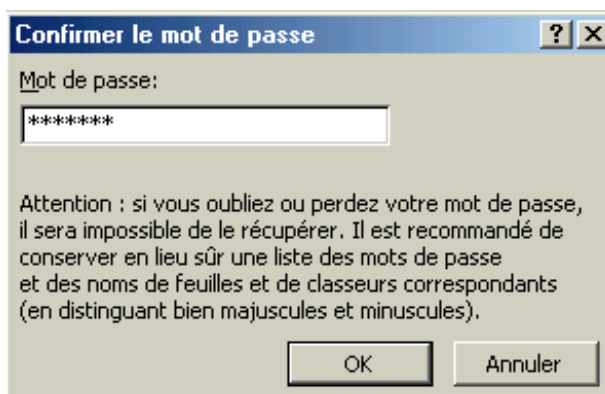 Confirmer le mot de passe
Mot de passe:
*******
Attention : si vous oubliez ou perdez votre mot de passe,
il sera impossible de le récupérer. Il est recommandé de
conserver en lieu sûr une liste des mots de passe
et des noms de feuilles et de classeurs correspondants
(en distinguant bien majuscules et minuscules).
OK Annuler